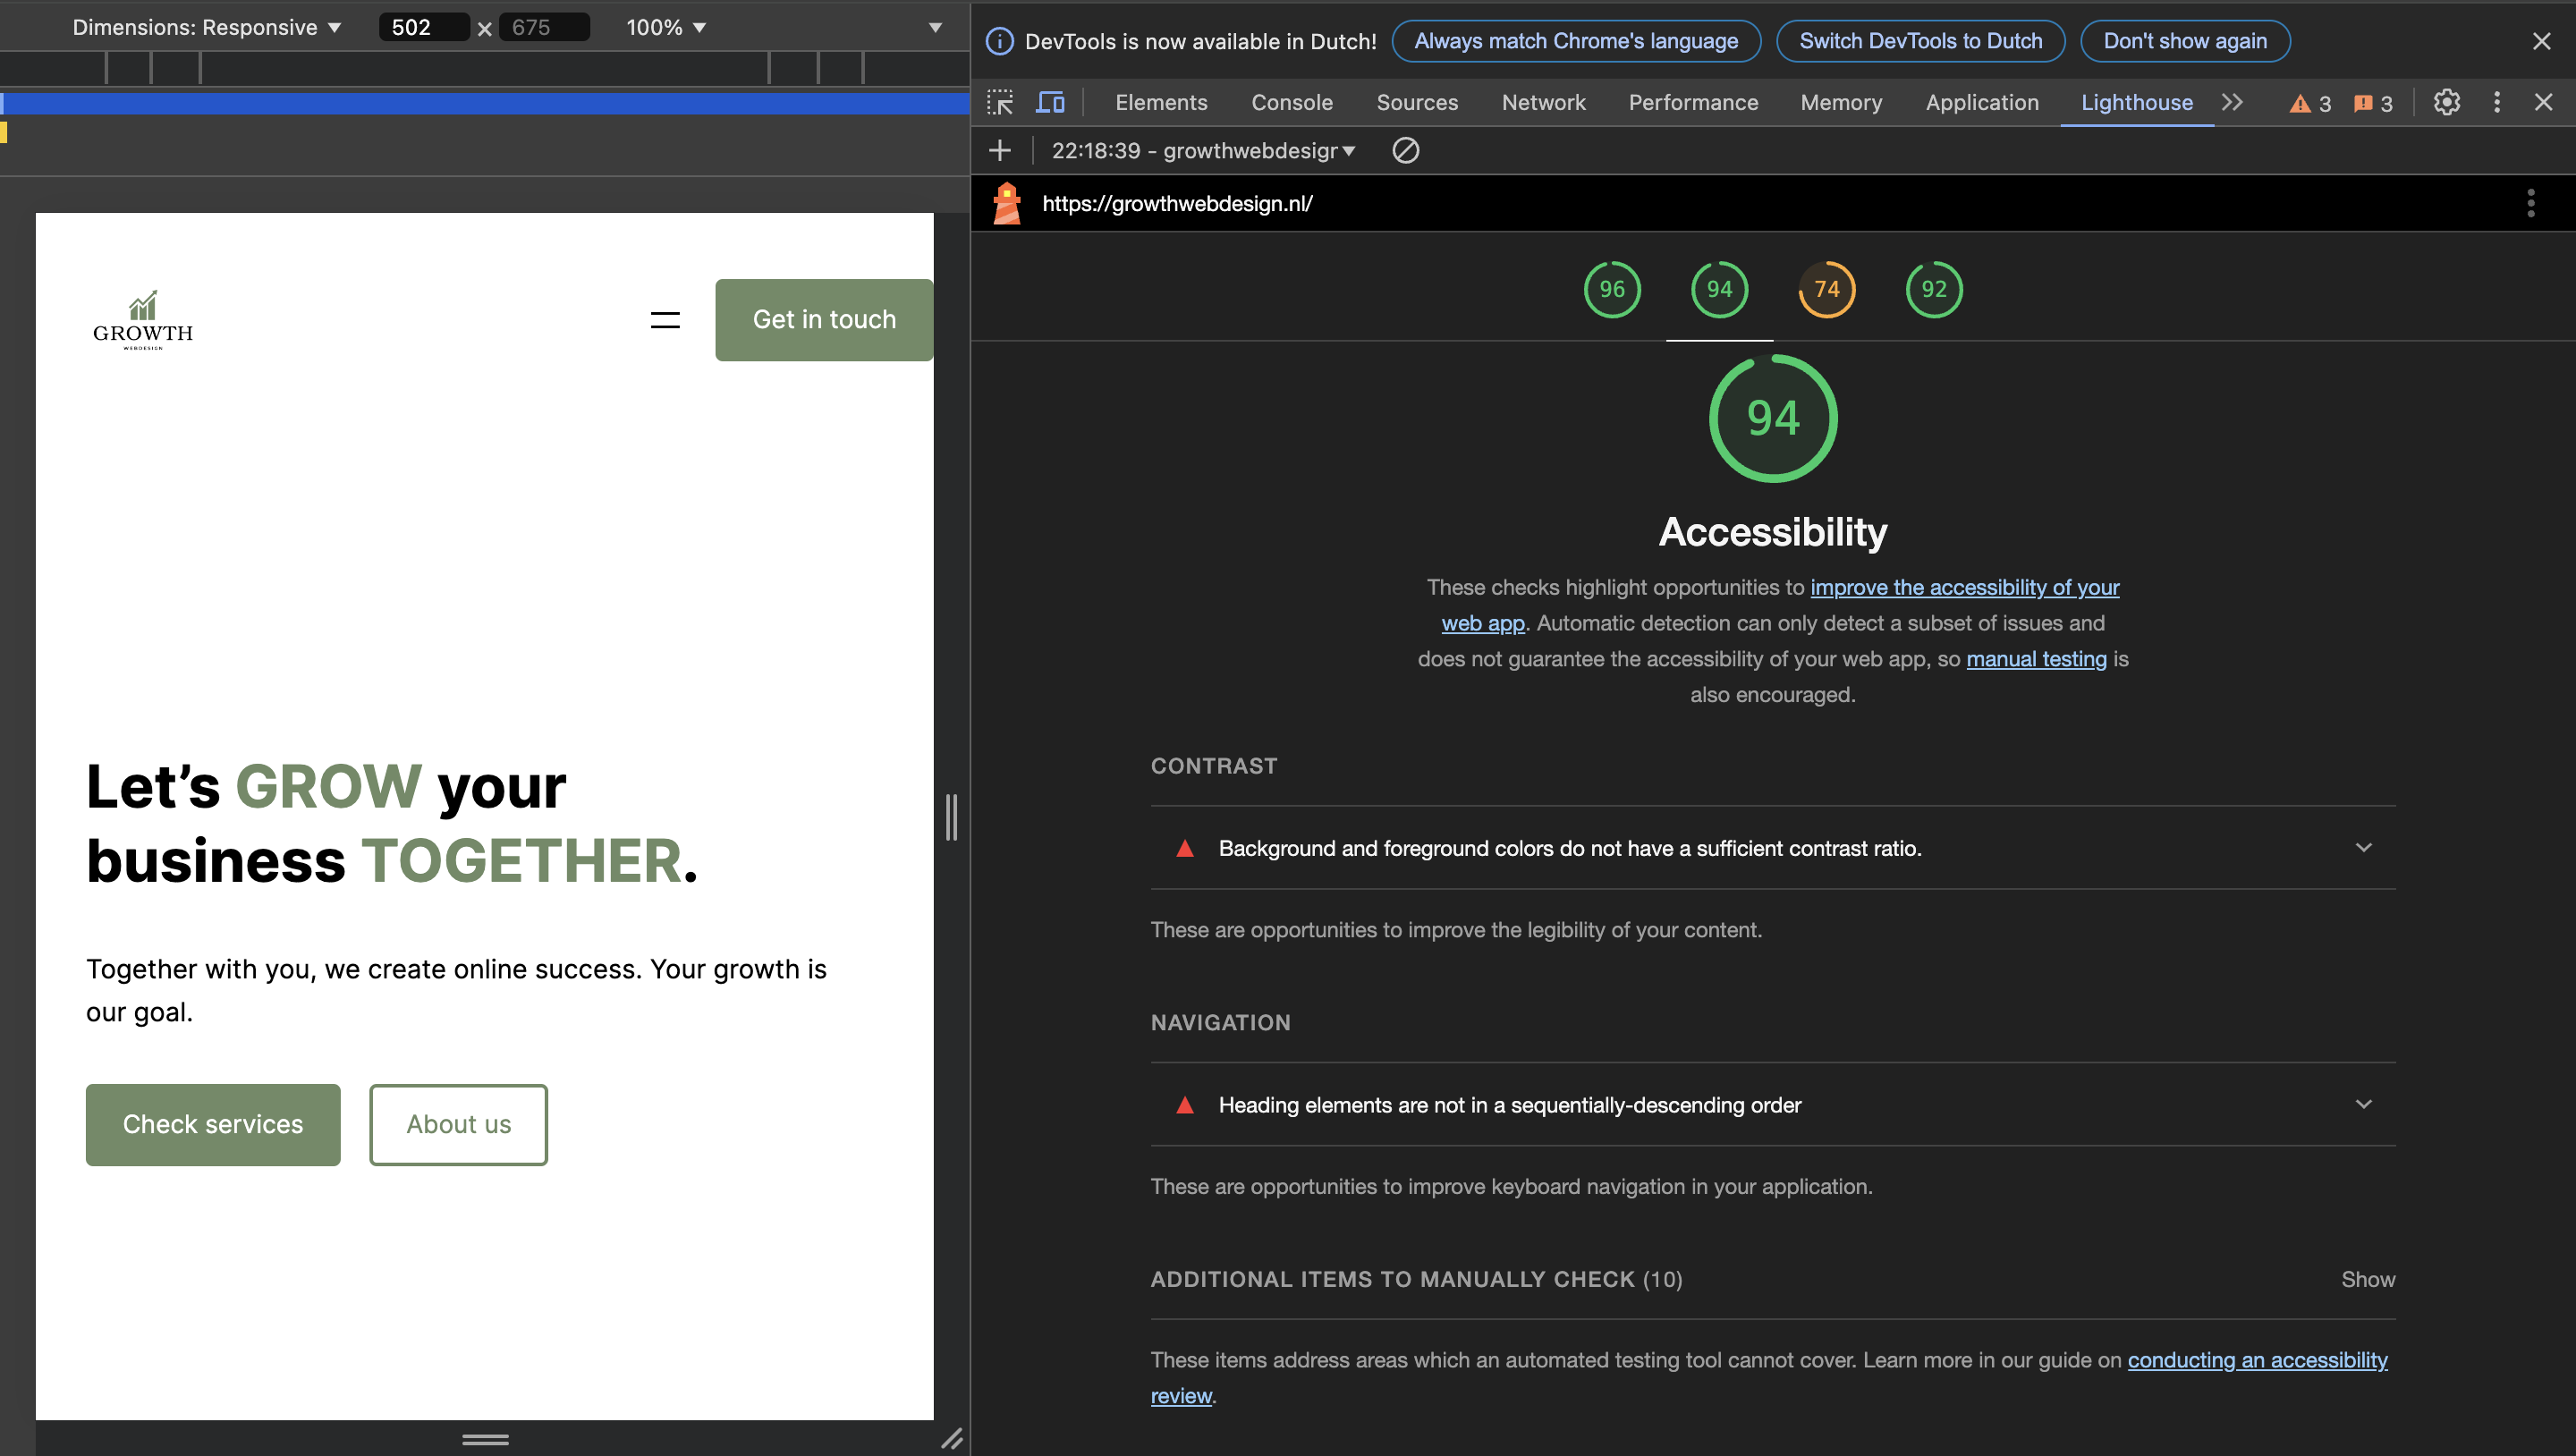 Dimensions: Responsive 502 × 675 100%
GROWTH
WEBDESIGN
Get in touch
Let's GROW your
business TOGETHER.
Together with you, we create online success. Your growth is
our goal.
Check services About us
DevTools is now available in Dutch! Always match Chrome's language Switch DevTools to Dutch Don't show again
Elements Console Sources Network Performance Memory Application Lighthouse 3 3
22:18:39 - growthwebdesigr
https://growthwebdesign.nl/
96 94 74 92
94
Accessibility
These checks highlight opportunities to improve the accessibility of your
web app. Automatic detection can only detect a subset of issues and
does not guarantee the accessibility of your web app, so manual testing is
also encouraged.
CONTRAST
Background and foreground colors do not have a sufficient contrast ratio.
These are opportunities to improve the legibility of your content.
NAVIGATION
Heading elements are not in a sequentially-descending order
These are opportunities to improve keyboard navigation in your application.
ADDITIONAL ITEMS TO MANUALLY CHECK (10) Show
These items address areas which an automated testing tool cannot cover. Learn more in our guide on conducting an accessibility
review.